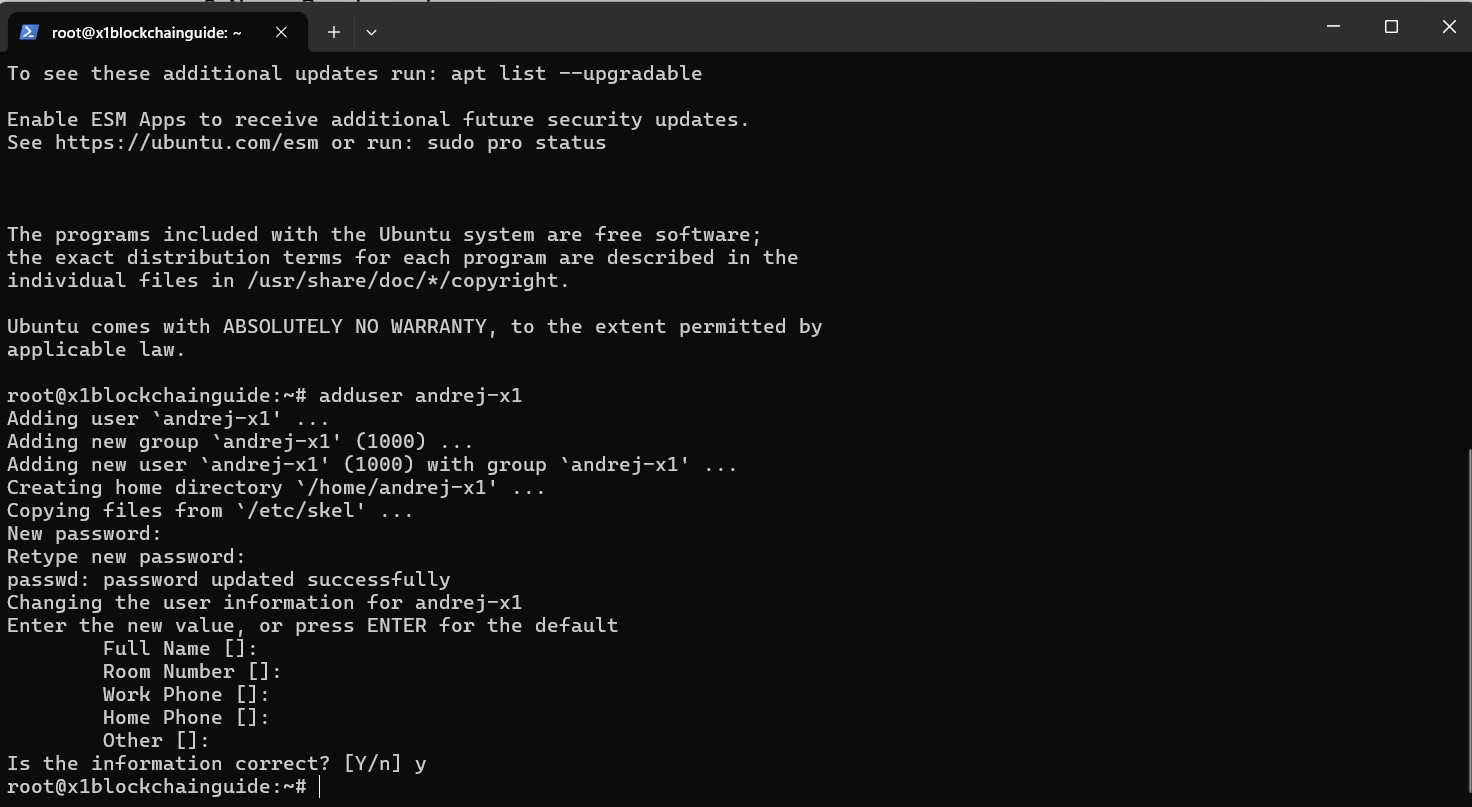 root@x1blockchainguide: ~
To see these additional updates run: apt list --upgradable
Enable ESM Apps to receive additional future security updates.
See https://ubuntu.com/esm or run: sudo pro status
The programs included with the Ubuntu system are free software;
the exact distribution terms for each program are described in the
individual files in /usr/share/doc/*/copyright.
Ubuntu comes with ABSOLUTELY NO WARRANTY, to the extent permitted by
applicable law.
root@x1blockchainguide:~# adduser andrej-x1
Adding user `andrej-x1' ...
Adding new group `andrej-x1' (1000) ...
Adding new user `andrej-x1' (1000) with group `andrej-x1' ...
Creating home directory `/home/andrej-x1' ...
Copying files from `/etc/skel' ...
New password:
Retype new password:
passwd: password updated successfully
Changing the user information for andrej-x1
Enter the new value, or press ENTER for the default
Full Name []:
Room Number []:
Work Phone []:
Home Phone []:
Other []:
Is the information correct? [Y/n] y
root@x1blockchainguide:~#